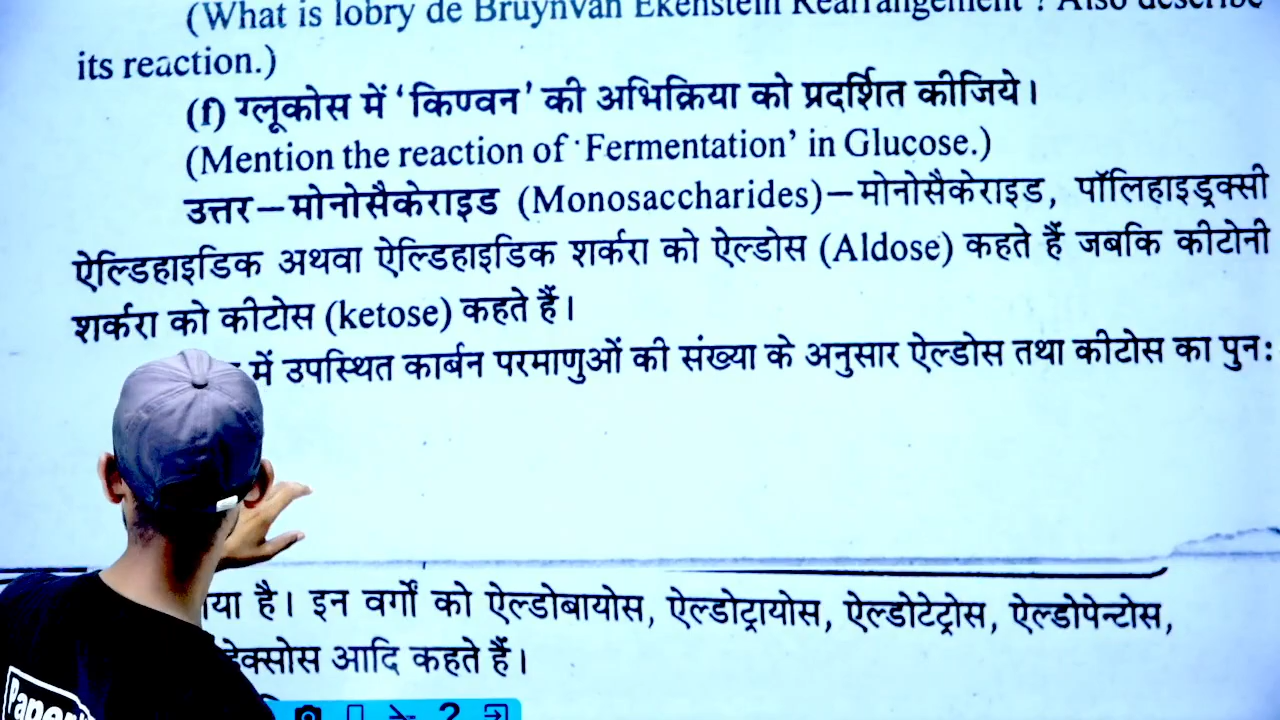 (What is lobry de Bruynvan Ekenstein Rearrangement ? Also describe
its reaction.)
(f) ग्लूकोस में ‘किण्वन’ की अभिक्रिया को प्रदर्शित कीजिये।
(Mention the reaction of ‘Fermentation’ in Glucose.)
उत्तर–मोनोसैकेराइड (Monosaccharides)–मोनोसैकेराइड, पॉलिहाइड्रक्सी
ऐल्डिहाइडिक अथवा ऐल्डिहाइडिक शर्करा को ऐल्डोस (Aldose) कहते हैं जबकि कीटोनी
शर्करा को कीटोस (ketose) कहते हैं।
में उपस्थित कार्बन परमाणुओं की संख्या के अनुसार ऐल्डोस तथा कीटोस का पुन:
है। इन वर्गों को ऐल्डोबायोस, ऐल्डोट्रायोस, ऐल्डोटेट्रोस, ऐल्डोपेन्टोस,
आदि कहते हैं।